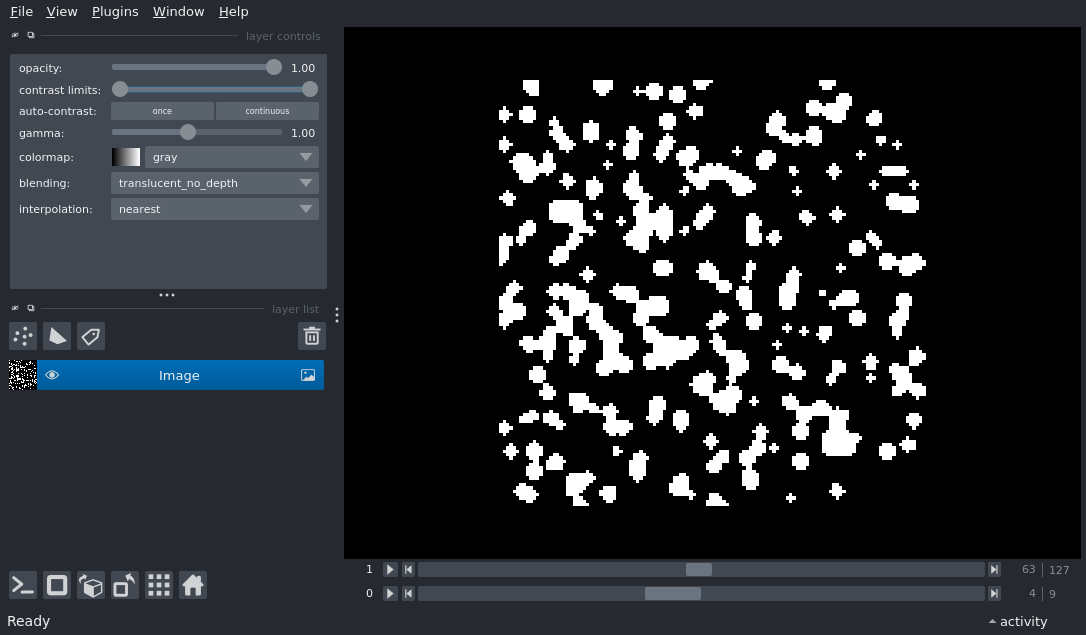 File View Plugins Window Help
layer controls
opacity: 1.00
contrast limits:
auto-contrast: once continuous
gamma: 1.00
colormap: gray
blending: translucent_no_depth
interpolation: nearest
layer list
Image
1 63 127
0 4 9
Ready activity